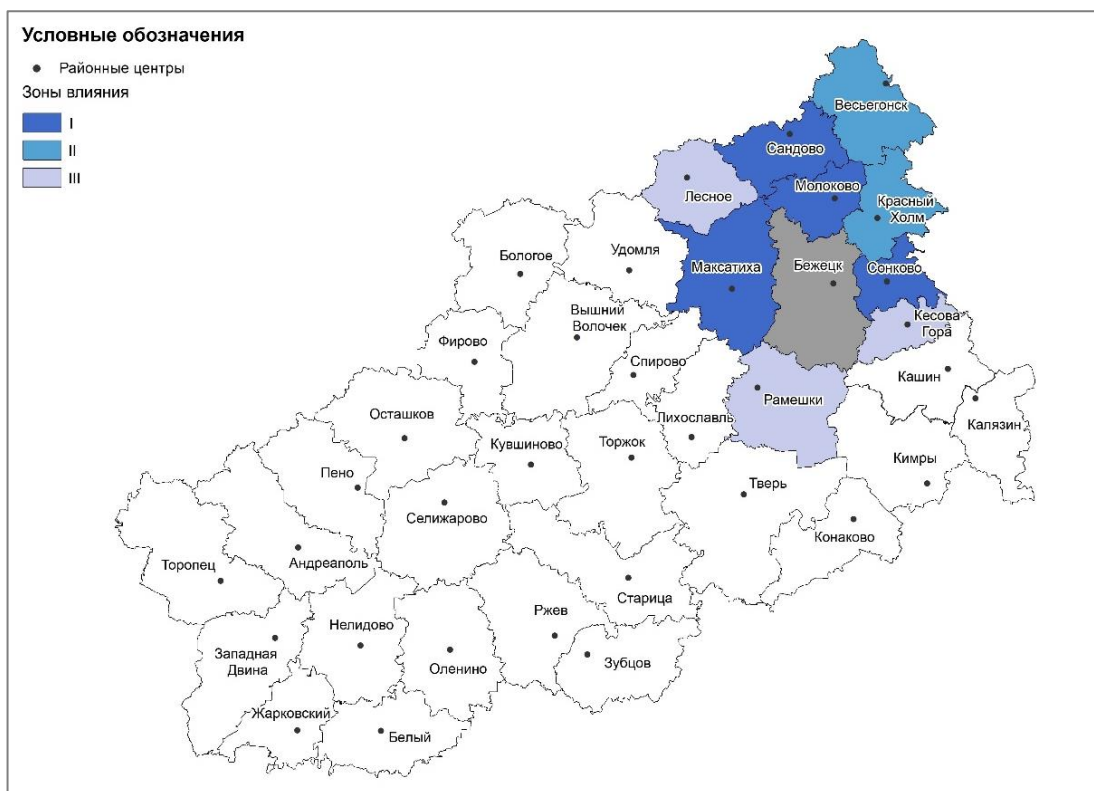 Условные обозначения
Районные центры
Зоны влияния
I
II
III
Весьегонск
Сандово
Молоково
Лесное
Красный
Холм
Удомля
Бологое
Максатиха
Бежецк
Сонково
Кесова
Гора
Вышний
Волочек
Фирово
Спирово
Кашин
Рамешки
Осташков
Лихославль
Калязин
Кувшиново
Торжок
Кимры
Пено
Тверь
Селижарово
Конаково
Андреаполь
Торопец
Старица
Ржев
Нелидово
Западная
Двина
Оленино
Зубцов
Жарковский
Белый